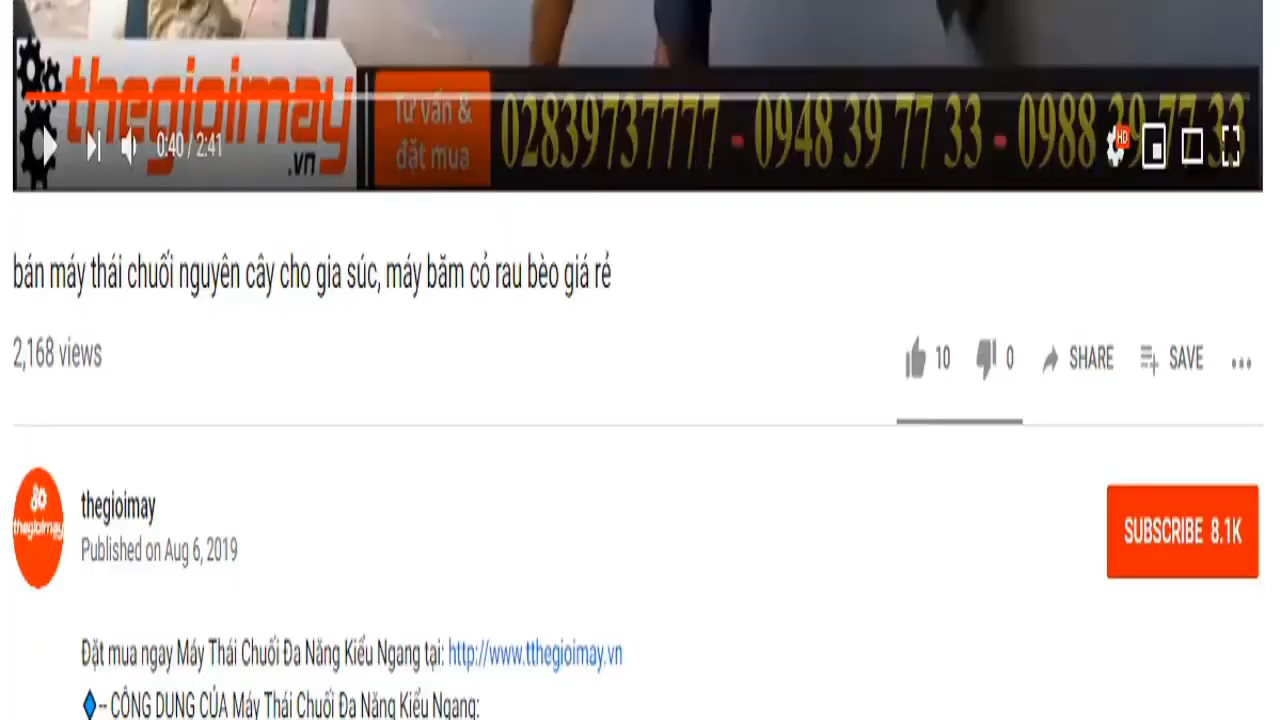 thegioimay
.vn
Tư vấn &
đặt mua
02839737777 - 0948 39 77 33 - 0988 39 77 33
0:40 / 2:41
HD
bán máy thái chuối nguyên cây cho gia súc, máy băm cỏ rau bèo giá rẻ
2,168 views
10 0 SHARE SAVE
thegioimay
thegioimay
Published on Aug 6, 2019
SUBSCRIBE 8.1K
Đặt mua ngay Máy Thái Chuối Đa Năng Kiểu Ngang tại: http://www.tthegioimay.vn
-- CÔNG DỤNG CỦA Máy Thái Chuối Đa Năng Kiểu Ngang: